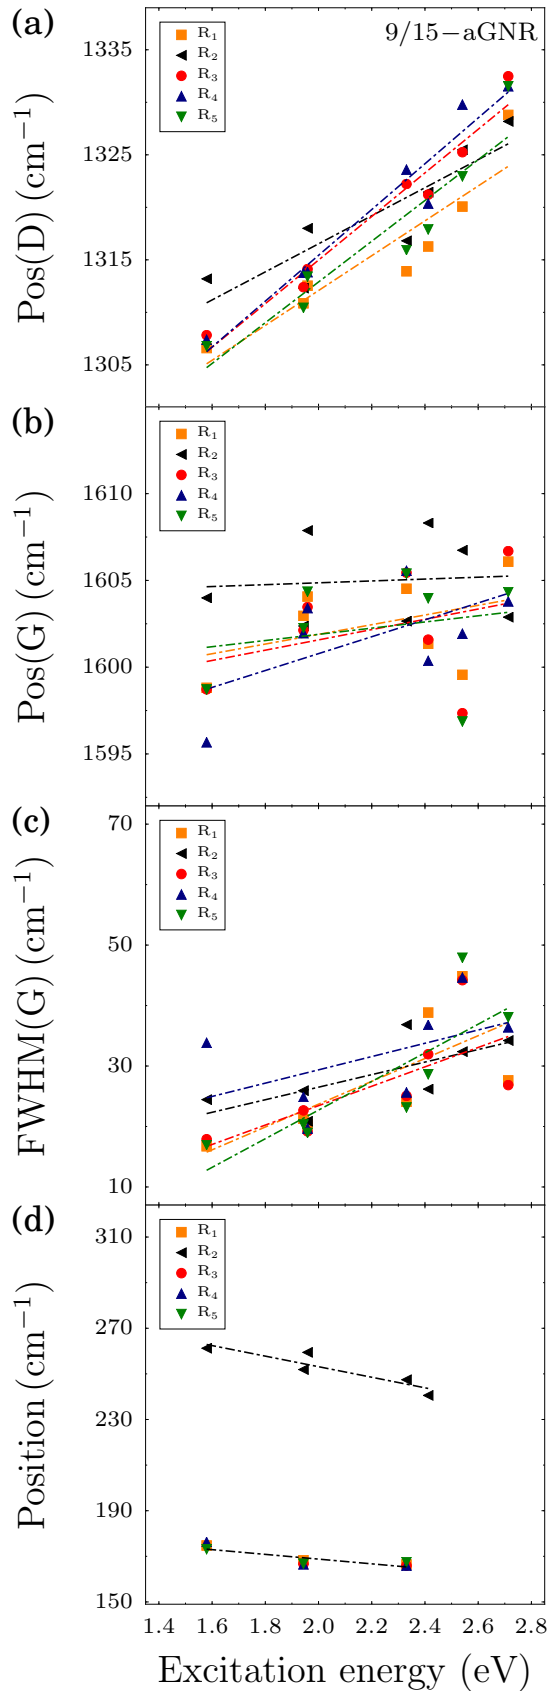 (a)
9/15−aGNR
R₁
R₂
R₃
R₄
R₅
1335
1325
1315
1305
Pos(D) (cm⁻¹)
(b)
R₁
R₂
R₃
R₄
R₅
1610
1605
1600
1595
Pos(G) (cm⁻¹)
(c)
R₁
R₂
R₃
R₄
R₅
70
50
30
10
FWHM(G) (cm⁻¹)
(d)
R₁
R₂
R₃
R₄
R₅
310
270
230
190
170
150
Position (cm⁻¹)
1.4 1.6 1.8 2.0 2.2 2.4 2.6 2.8
Excitation energy (eV)